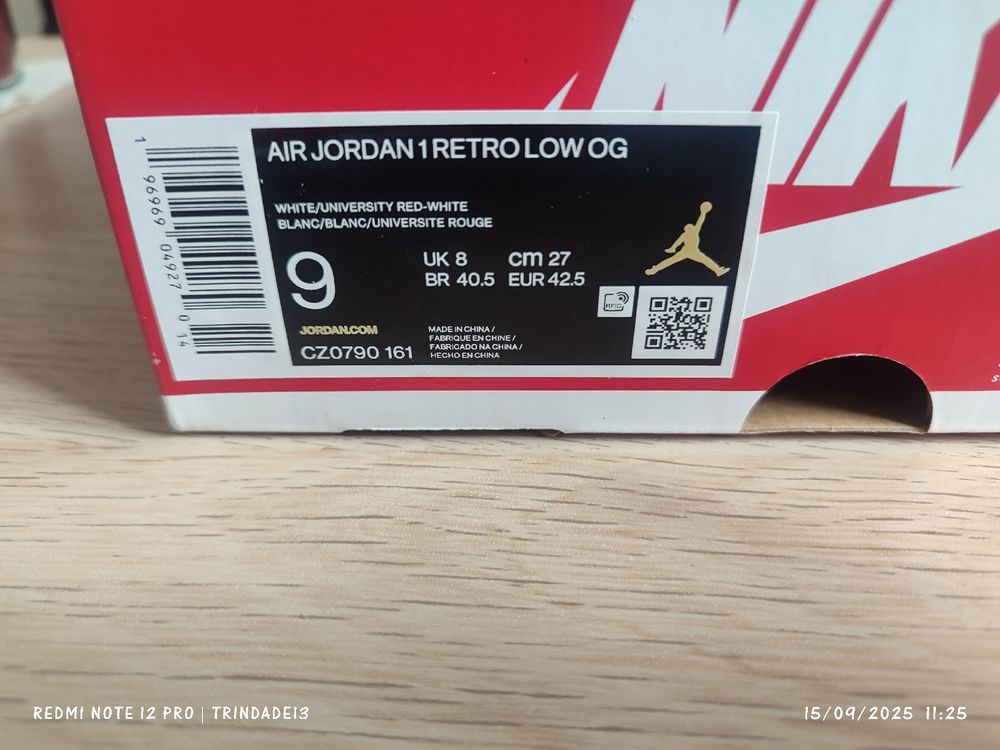 NIK
AIR JORDAN 1 RETRO LOW OG
WHITE/UNIVERSITY RED-WHITE
BLANC/BLANC/UNIVERSITE ROUGE
9
UK 8 cm 27
BR 40.5 EUR 42.5
RFID
JORDAN.COM
CZ0790 161
MADE IN CHINA /
FABRIQUE EN CHINE /
FABRICADO NA CHINA /
HECHO EN CHINA
1 96969 04927 0 14
REDMI NOTE 12 PRO | TRINDADE13
15/09/2025 11:25